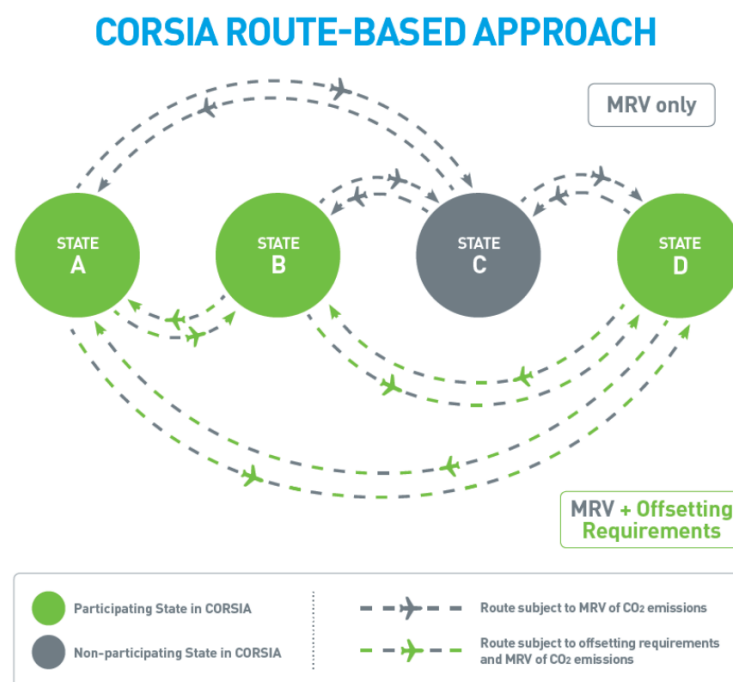 CORSIA ROUTE-BASED APPROACH
MRV only
STATE
A
STATE
B
STATE
C
STATE
D
MRV + Offsetting
Requirements
Participating State in CORSIA
Non-participating State in CORSIA
Route subject to MRV of CO₂ emissions
Route subject to offsetting requirements
and MRV of CO₂ emissions